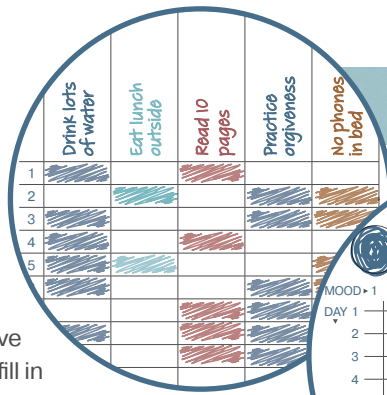 Drink lots
of water
Eat lunch
outside
Read 10
pages
Practice
orgiveness
No phones
in bed
1
2
3
4
5
ve
fill in
MOOD ▸ 1
DAY 1
▾
2
3
4